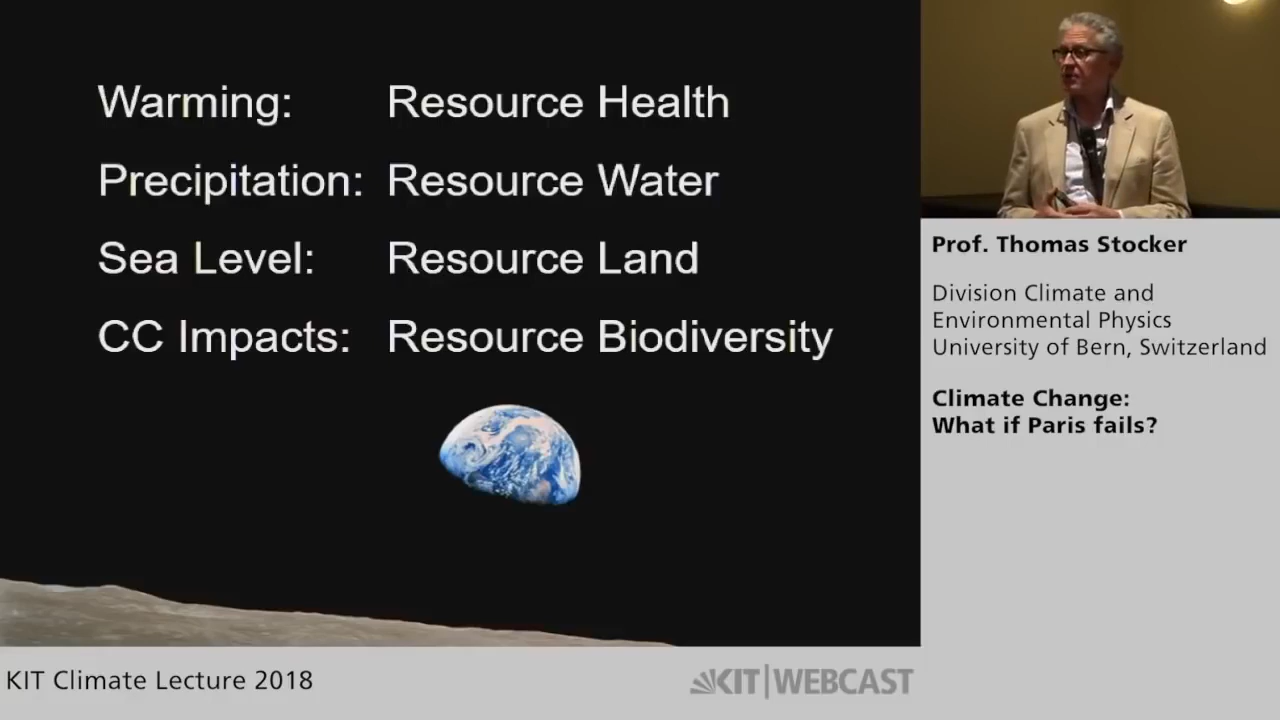 Warming: Resource Health
Precipitation: Resource Water
Sea Level: Resource Land
CC Impacts: Resource Biodiversity
Prof. Thomas Stocker
Division Climate and
Environmental Physics
University of Bern, Switzerland
Climate Change:
What if Paris fails?
KIT Climate Lecture 2018
KIT | WEBCAST